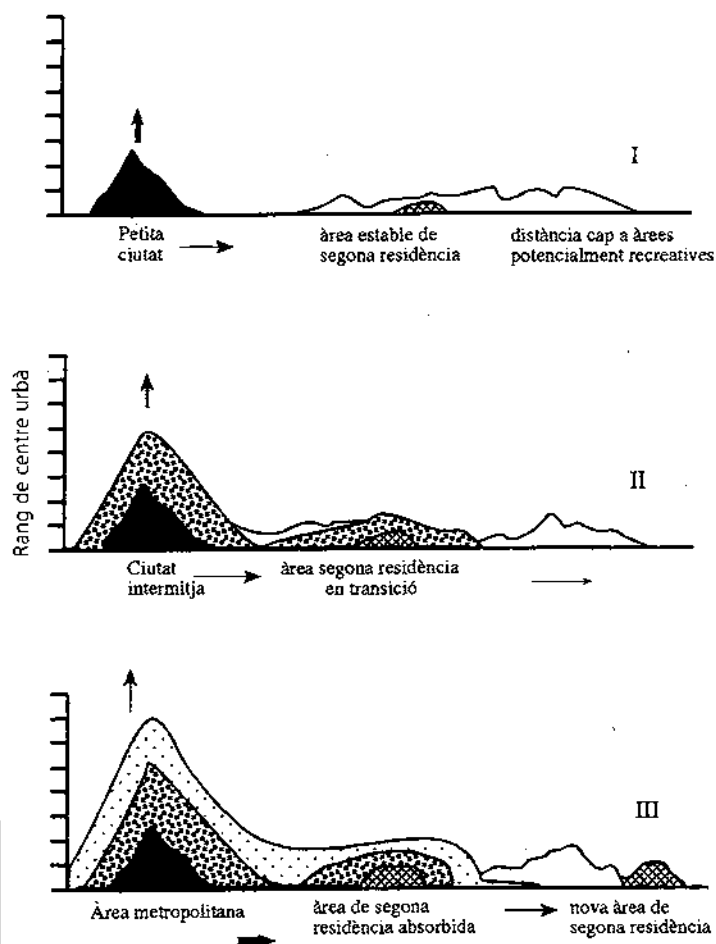 I
Petita
ciutat
àrea estable de
segona residència
distància cap a àrees
potencialment recreatives
Rang de centre urbà
II
Ciutat
intermitja
àrea segona residència
en transició
III
Àrea metropolitana
àrea de segona
residència absorbida
nova àrea de
segona residència